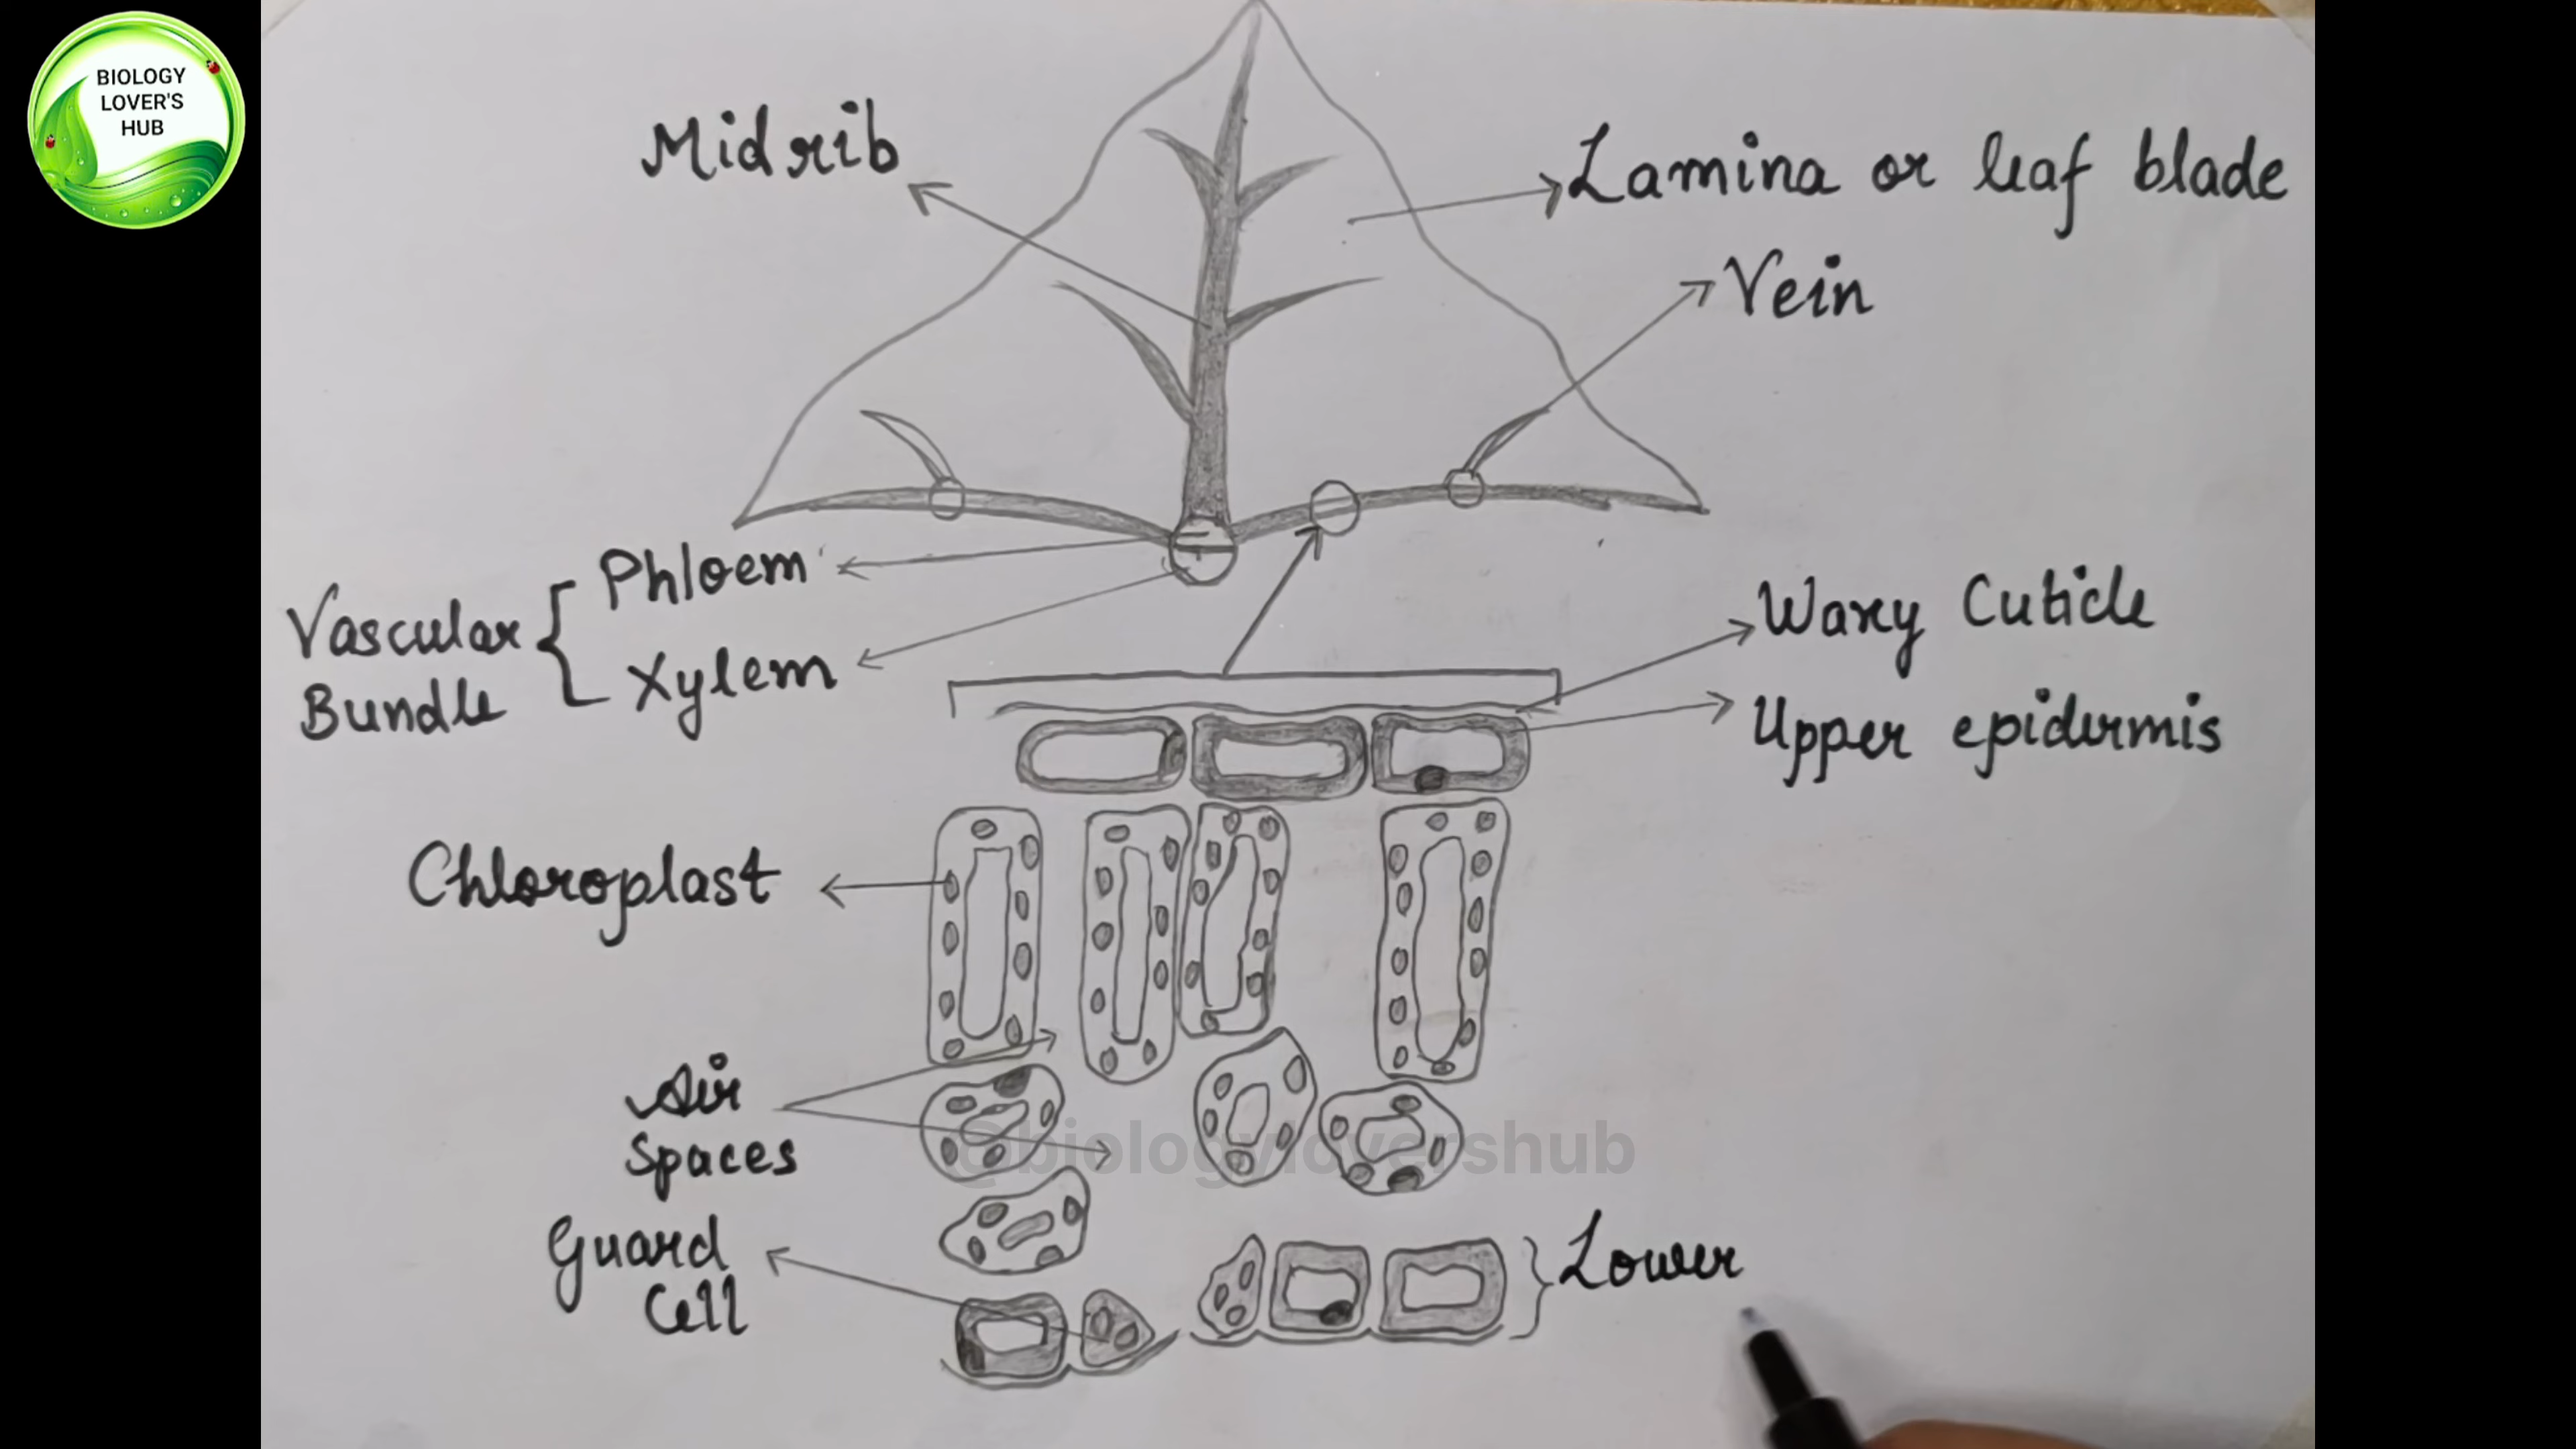 BIOLOGY
LOVER'S
HUB
Midrib
Lamina or leaf blade
Vein
Phloem
Vascular
Bundle
Xylem
Waxy Cuticle
Upper epidermis
Chloroplast
Air
Spaces
@biologylovershub
Guard
Cell
Lower